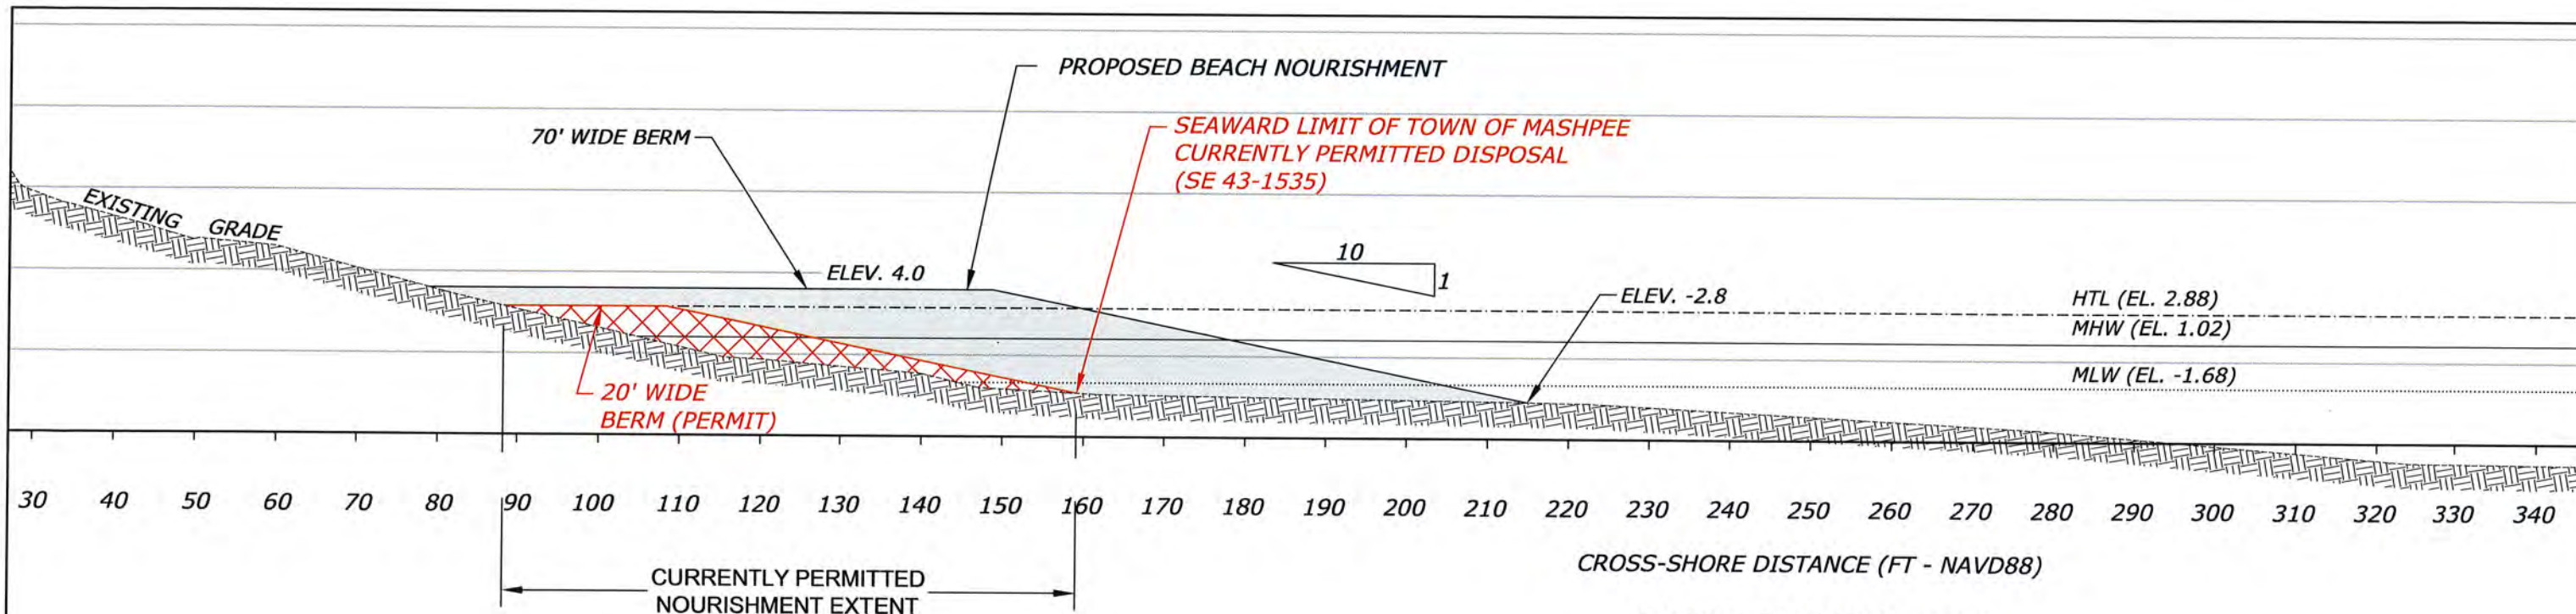 PROPOSED BEACH NOURISHMENT
70' WIDE BERM
SEAWARD LIMIT OF TOWN OF MASHPEE
CURRENTLY PERMITTED DISPOSAL
(SE 43-1535)
EXISTING GRADE
ELEV. 4.0
10
1
ELEV. -2.8
HTL (EL. 2.88)
MHW (EL. 1.02)
MLW (EL. -1.68)
20' WIDE
BERM (PERMIT)
30 40 50 60 70 80 90 100 110 120 130 140 150 160 170 180 190 200 210 220 230 240 250 260 270 280 290 300 310 320 330 340
CROSS-SHORE DISTANCE (FT - NAVD88)
CURRENTLY PERMITTED
NOURISHMENT EXTENT